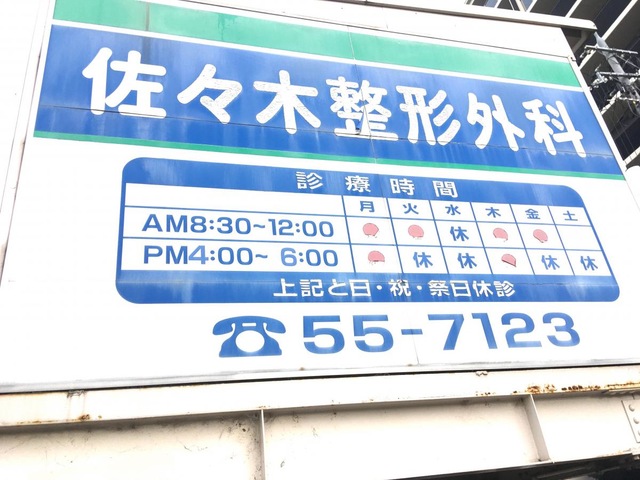 佐々木整形外科
診療時間
月 火 水 木 金 土
AM8:30~12:00 ● ● 休 ● ●
PM4:00~ 6:00 ● 休 休 ● 休 休
上記と日・祝・祭日休診
☎55-7123